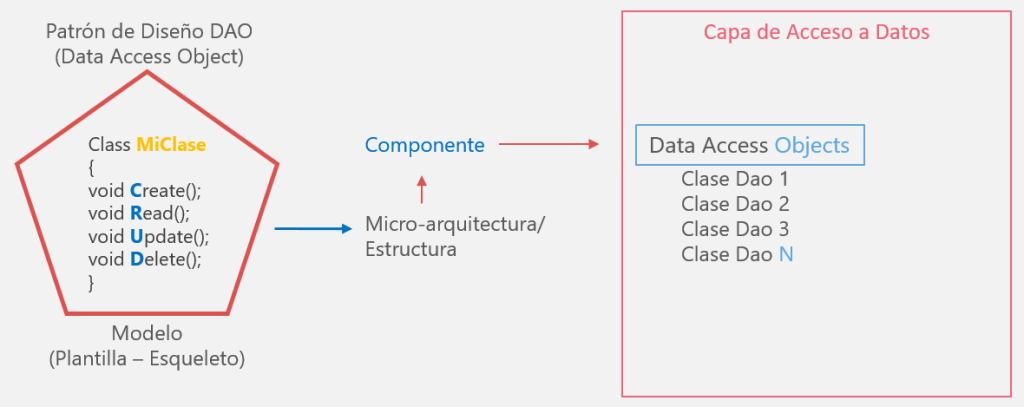 Patrón de Diseño DAO
(Data Access Object)
Class MiClase
{
void Create();
void Read();
void Update();
void Delete();
}
Modelo
(Plantilla – Esqueleto)
Componente
Micro-arquitectura/
Estructura
Capa de Acceso a Datos
Data Access Objects
Clase Dao 1
Clase Dao 2
Clase Dao 3
Clase Dao N